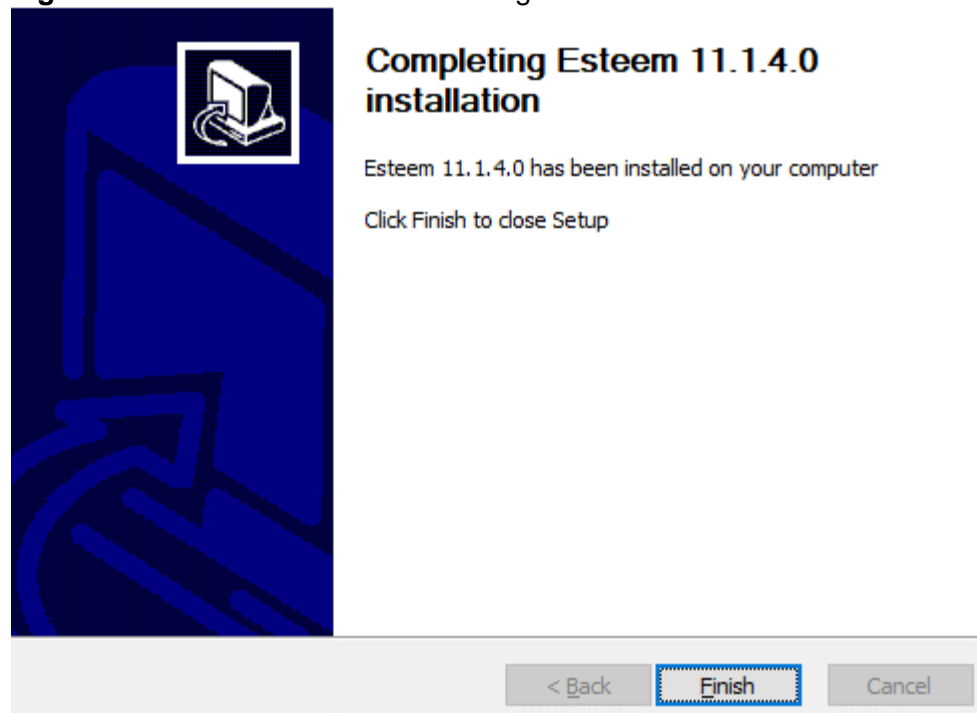 Completing Esteem 11.1.4.0
installation
Esteem 11.1.4.0 has been installed on your computer
Click Finish to close Setup
< Back
Finish
Cancel